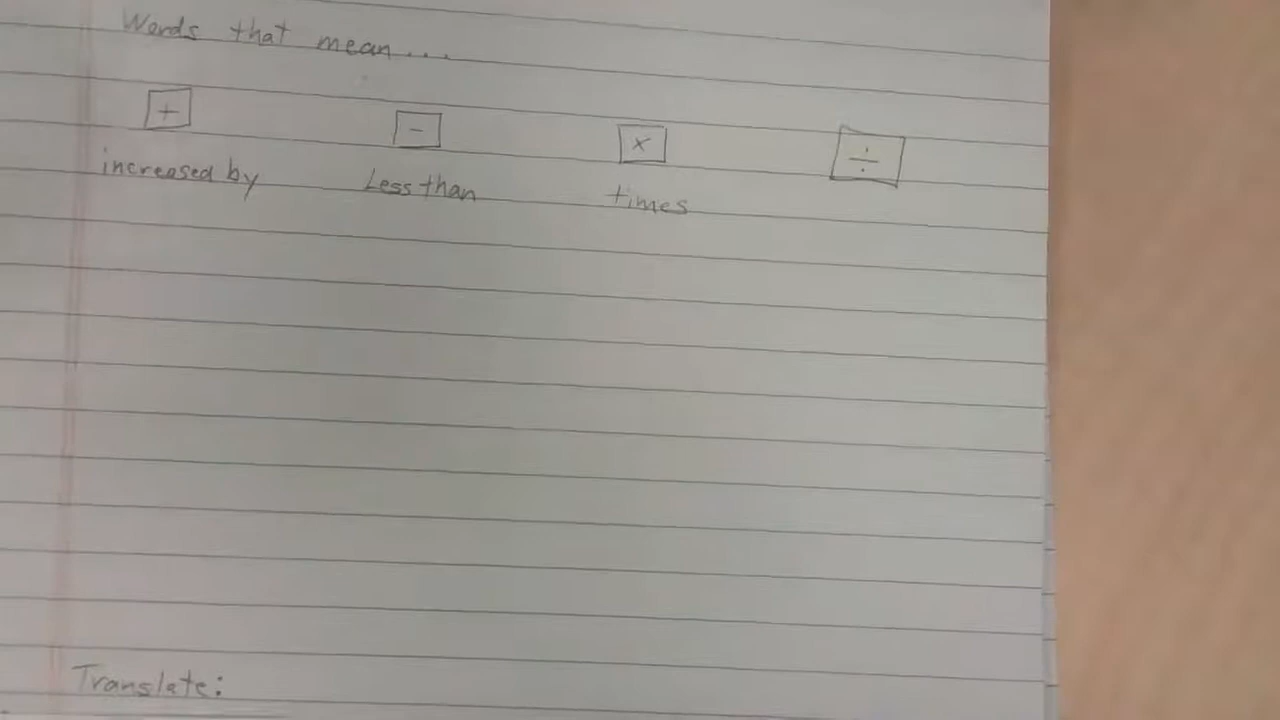 Words that mean...
+ - × ÷
increased by Less than times
Translate: